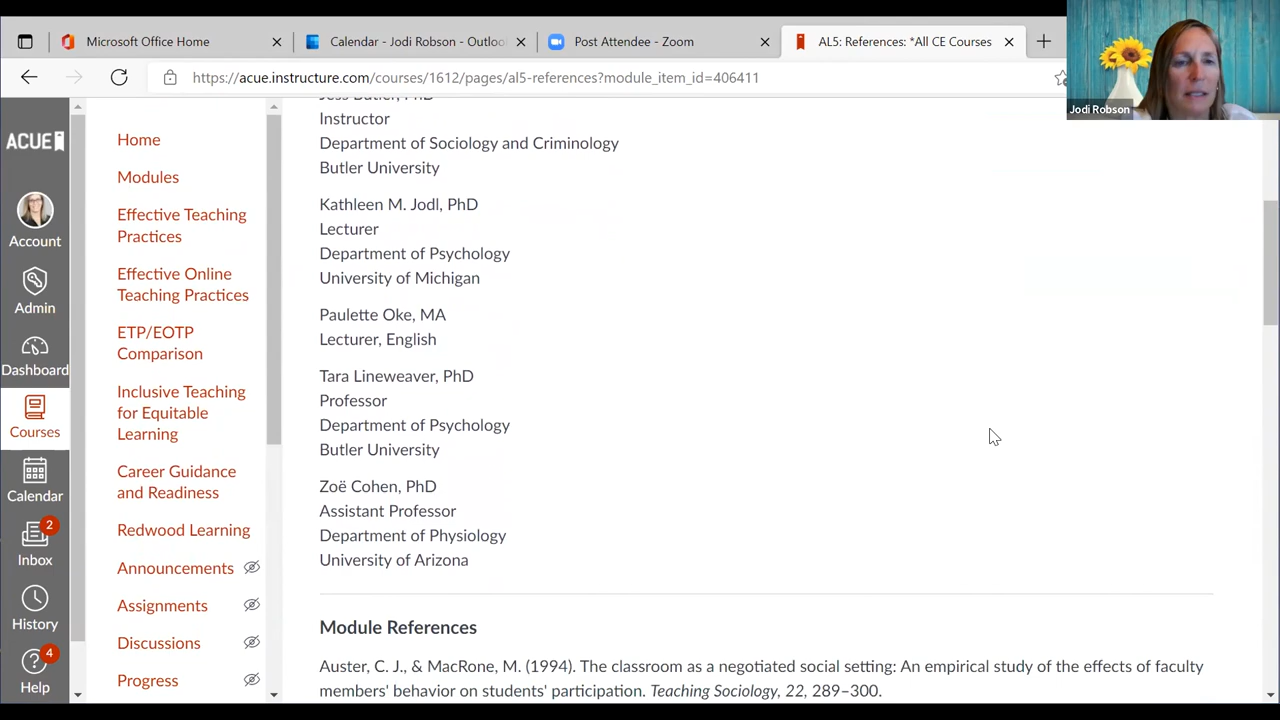 Microsoft Office Home
Calendar - Jodi Robson - Outloo
Post Attendee - Zoom
AL5: References: *All CE Courses
https://acue.instructure.com/courses/1612/pages/al5-references?module_item_id=406411
Jodi Robson
ACUE
Account
Admin
Dashboard
Courses
Calendar
2
Inbox
History
4
Help
Home
Modules
Effective Teaching
Practices
Effective Online
Teaching Practices
ETP/EOTP
Comparison
Inclusive Teaching
for Equitable
Learning
Career Guidance
and Readiness
Redwood Learning
Announcements
Assignments
Discussions
Progress
Jess Butler, PhD
Instructor
Department of Sociology and Criminology
Butler University
Kathleen M. Jodl, PhD
Lecturer
Department of Psychology
University of Michigan
Paulette Oke, MA
Lecturer, English
Tara Lineweaver, PhD
Professor
Department of Psychology
Butler University
Zoë Cohen, PhD
Assistant Professor
Department of Physiology
University of Arizona
Module References
Auster, C. J., & MacRone, M. (1994). The classroom as a negotiated social setting: An empirical study of the effects of faculty
members' behavior on students' participation. Teaching Sociology, 22, 289–300.